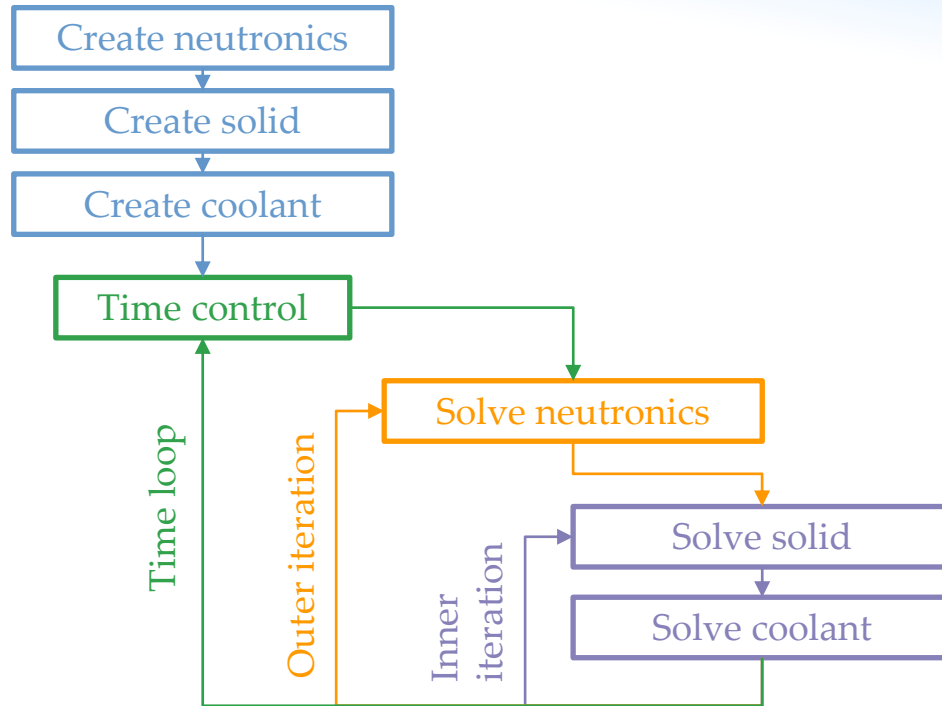 Create neutronics
Create solid
Create coolant
Time control
Solve neutronics
Solve solid
Solve coolant
Time loop
Outer iteration
Inner
iteration